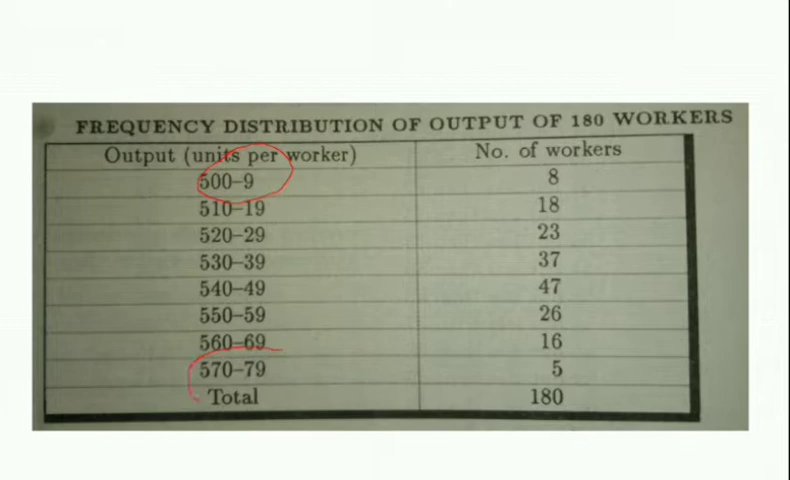 FREQUENCY DISTRIBUTION OF OUTPUT OF 180 WORKERS
Output (units per worker) No. of workers
500–9 8
510–19 18
520–29 23
530–39 37
540–49 47
550–59 26
560–69 16
570–79 5
Total 180